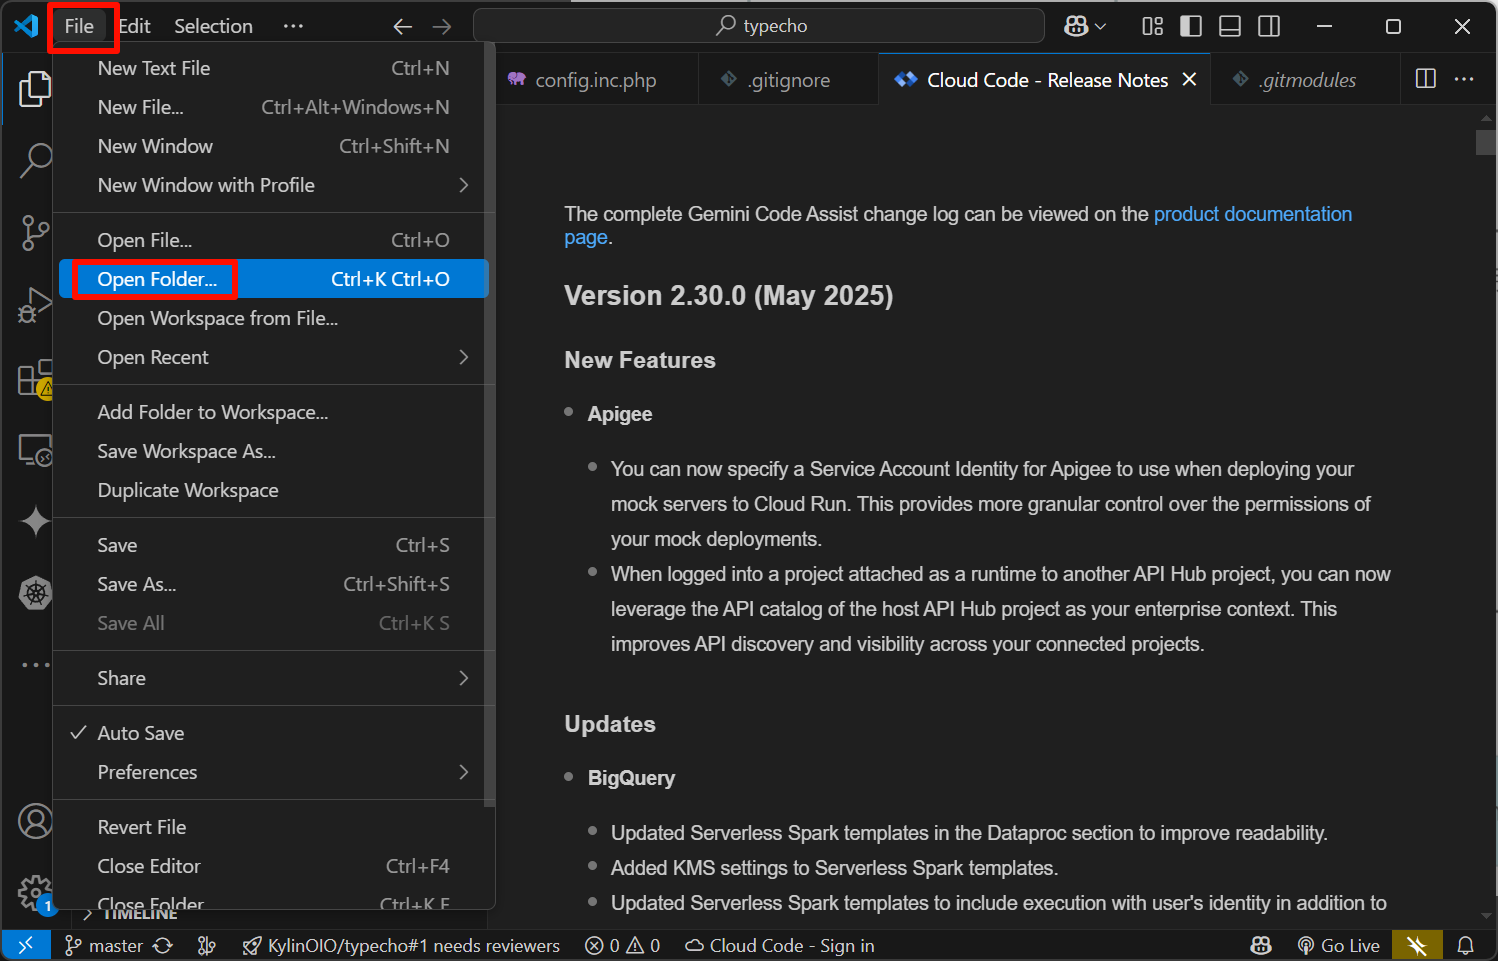 File Edit Selection ··· typecho
New Text File Ctrl+N
New File... Ctrl+Alt+Windows+N
New Window Ctrl+Shift+N
New Window with Profile
Open File... Ctrl+O
Open Folder... Ctrl+K Ctrl+O
Open Workspace from File...
Open Recent
Add Folder to Workspace...
Save Workspace As...
Duplicate Workspace
Save Ctrl+S
Save As... Ctrl+Shift+S
Save All Ctrl+K S
Share
Auto Save
Preferences
Revert File
Close Editor Ctrl+F4
Close Folder Ctrl+K F
TIMELINE
1
config.inc.php .gitignore Cloud Code - Release Notes .gitmodules
The complete Gemini Code Assist change log can be viewed on the product documentation
page.
Version 2.30.0 (May 2025)
New Features
Apigee
You can now specify a Service Account Identity for Apigee to use when deploying your
mock servers to Cloud Run. This provides more granular control over the permissions of
your mock deployments.
When logged into a project attached as a runtime to another API Hub project, you can now
leverage the API catalog of the host API Hub project as your enterprise context. This
improves API discovery and visibility across your connected projects.
Updates
BigQuery
Updated Serverless Spark templates in the Dataproc section to improve readability.
Added KMS settings to Serverless Spark templates.
Updated Serverless Spark templates to include execution with user's identity in addition to
master KylinOIO/typecho#1 needs reviewers 0 0 Cloud Code - Sign in Go Live